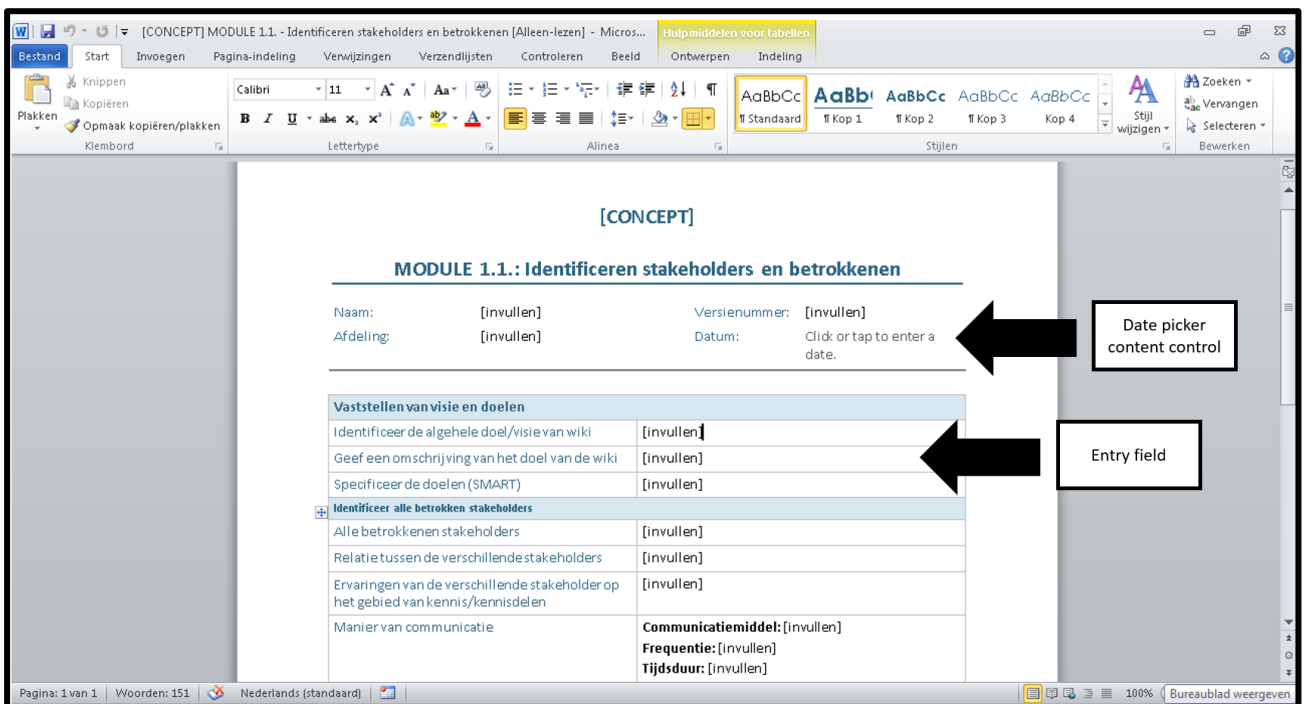 [CONCEPT] MODULE 1.1. - Identificeren stakeholders en betrokkenen [Alleen-lezen] - Micros...
Hulpmiddelen voor tabellen
Bestand Start Invoegen Pagina-indeling Verwijzingen Verzendlijsten Controleren Beeld Ontwerpen Indeling
Plakken
Knippen
Kopiëren
Opmaak kopiëren/plakken
Klembord
Calibri 11
Lettertype
Alinea
AaBbCc AaBb( AaBbCc AaBbCc AaBbCc
¶ Standaard ¶ Kop 1 ¶ Kop 2 ¶ Kop 3 Kop 4
Stijl wijzigen
Stijlen
Zoeken
Vervangen
Selecteren
Bewerken
[CONCEPT]
MODULE 1.1.: Identificeren stakeholders en betrokkenen
Naam: [invullen] Versienummer: [invullen]
Afdeling: [invullen] Datum: Click or tap to enter a
date.
Date picker
content control
Vaststellen van visie en doelen
Identificeer de algehele doel/visie van wiki [invullen]
Geef een omschrijving van het doel van de wiki [invullen]
Entry field
Specificeer de doelen (SMART) [invullen]
Identificeer alle betrokken stakeholders
Alle betrokkenen stakeholders [invullen]
Relatie tussen de verschillende stakeholders [invullen]
Ervaringen van de verschillende stakeholder op [invullen]
het gebied van kennis/kennisdelen
Manier van communicatie Communicatiemiddel: [invullen]
Frequentie: [invullen]
Tijdsduur: [invullen]
Pagina: 1 van 1 Woorden: 151 Nederlands (standaard) 100% Bureaublad weergeven